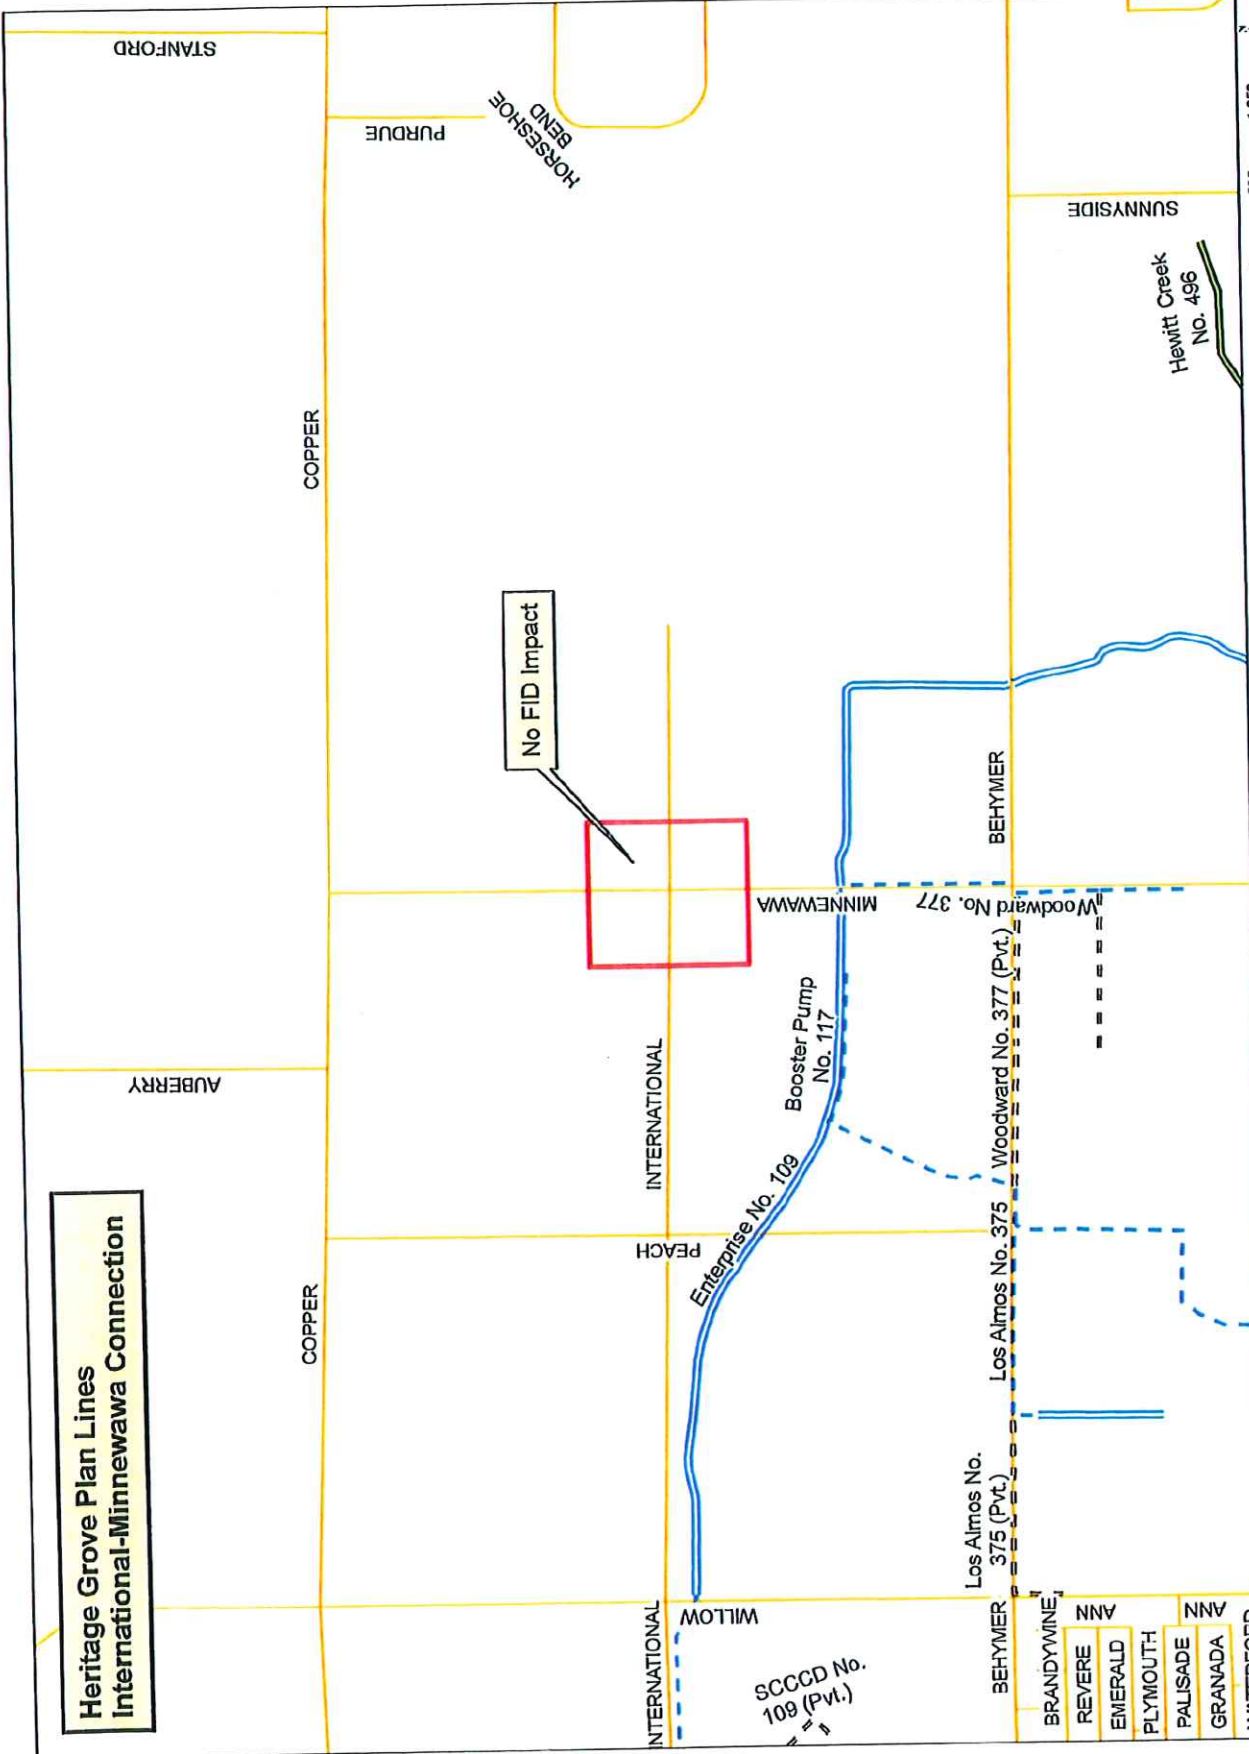 Heritage Grove Plan Lines
International-Minnewawa Connection
STANFORD
AUBERRY
COPPER
COPPER
PURDUE
HORSESHOE
BEND
No FID Impact
INTERNATIONAL
INTERNATIONAL
PEACH
WILLOW
MINNEWAWA
Enterprise No. 109
Booster Pump
No. 117
SCCCD No.
109 (Pvt.)
Woodward No. 377
Los Almos No.
375 (Pvt.)
Los Almos No. 375
Woodward No. 377 (Pvt.)
BEHYMER
BEHYMER
SUNNYSIDE
Hewitt Creek
No. 496
BRANDYWINE
REVERE
EMERALD
PLYMOUTH
PALISADE
GRANADA
ANN
ANN